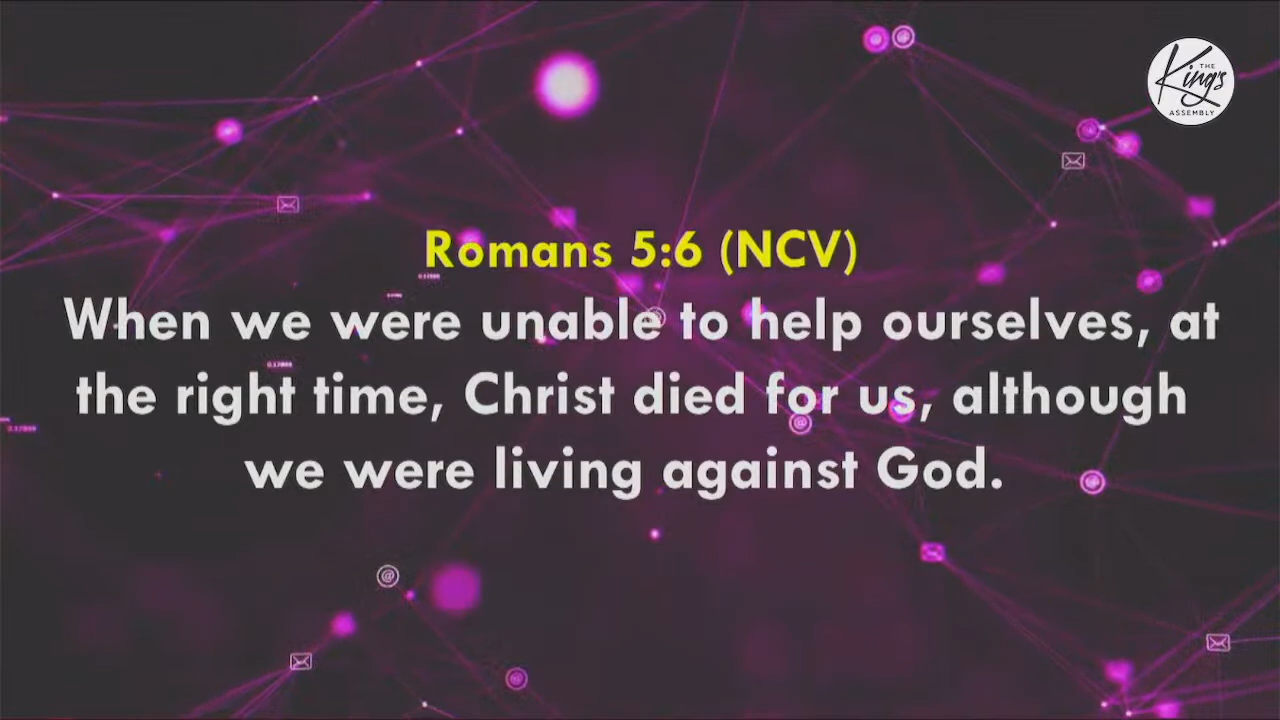 THE
King's
ASSEMBLY
Romans 5:6 (NCV)
When we were unable to help ourselves, at
the right time, Christ died for us, although
we were living against God.